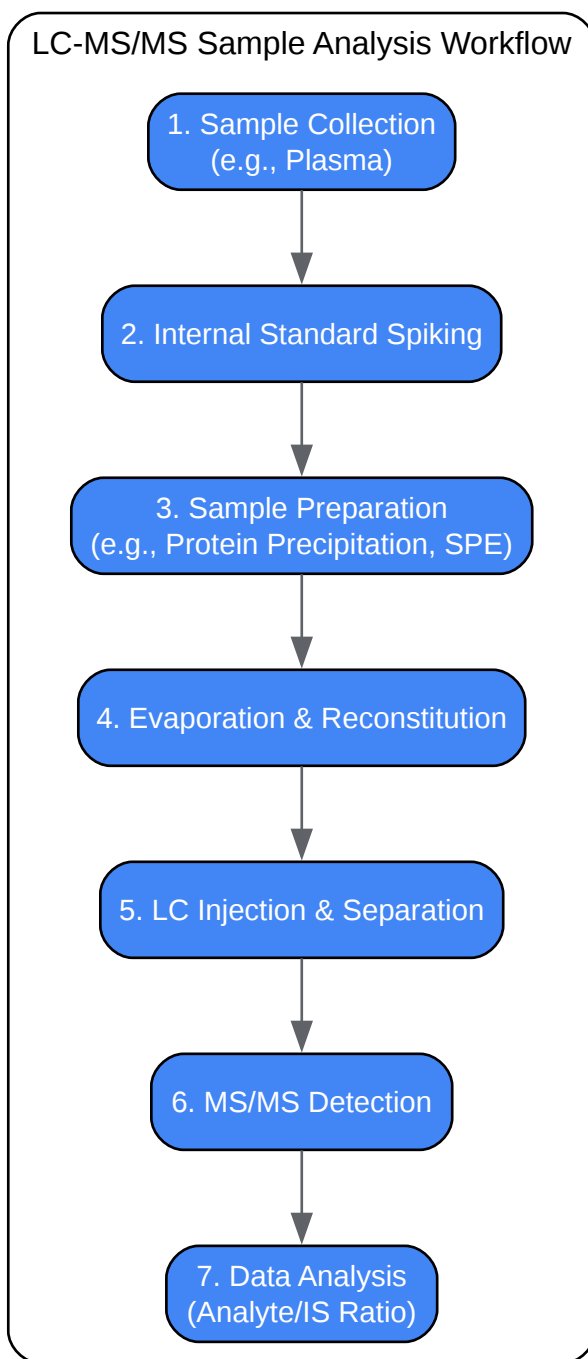 LC-MS/MS Sample Analysis Workflow
1. Sample Collection
(e.g., Plasma)
2. Internal Standard Spiking
3. Sample Preparation
(e.g., Protein Precipitation, SPE)
4. Evaporation & Reconstitution
5. LC Injection & Separation
6. MS/MS Detection
7. Data Analysis
(Analyte/IS Ratio)